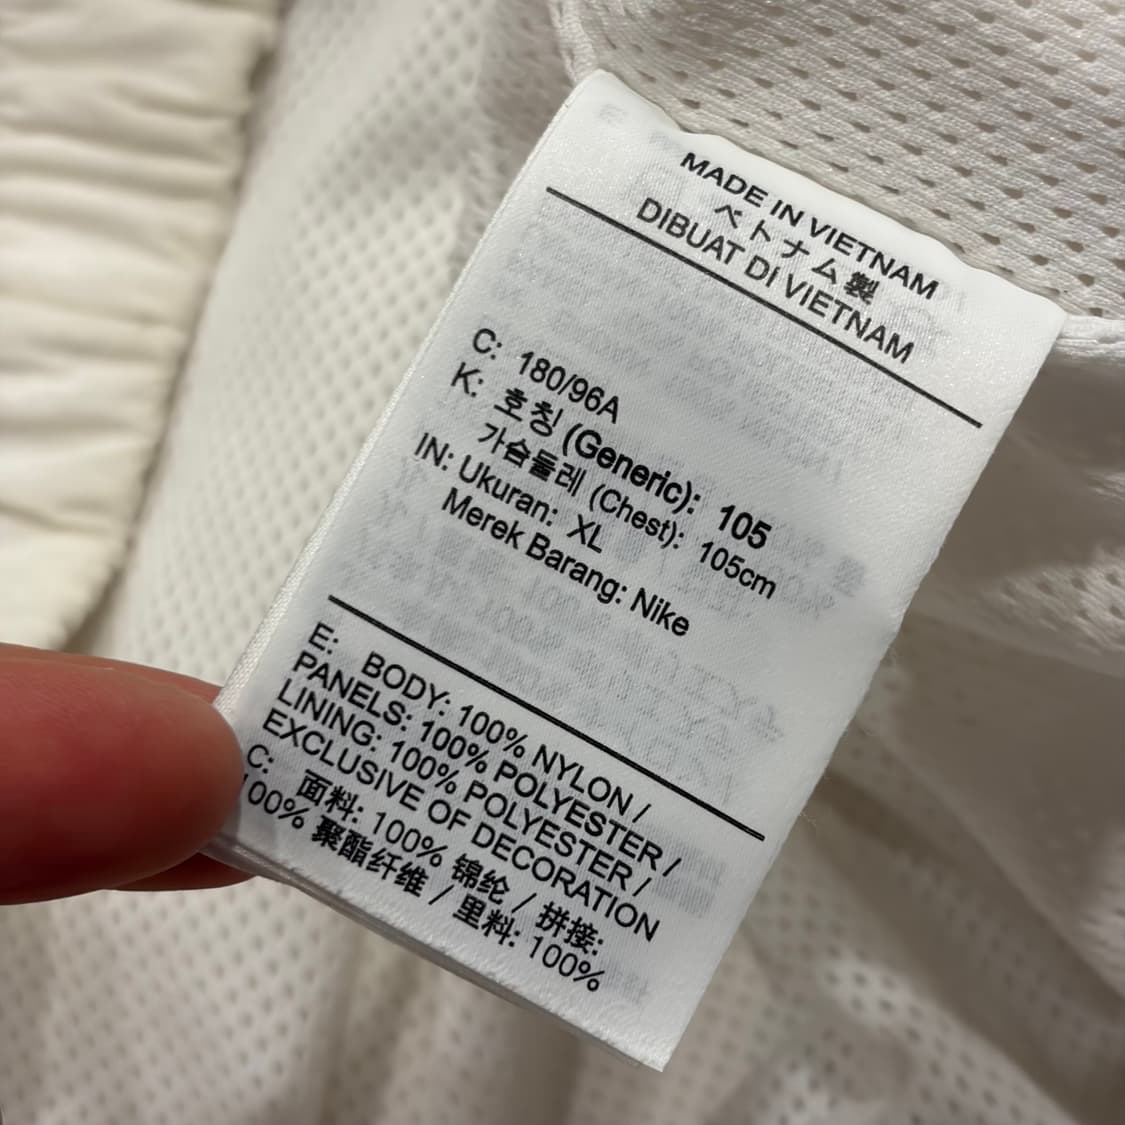 MADE IN VIETNAM
ベトナム製
DIBUAT DI VIETNAM
C: 180/96A
K: 호칭 (Generic): 105
가슴둘레 (Chest): 105cm
IN: Ukuran: XL
Merek Barang: Nike
E: BODY: 100% NYLON /
PANELS: 100% POLYESTER /
LINING: 100% POLYESTER /
EXCLUSIVE OF DECORATION
C: 面料: 100% 锦纶 / 拼接:
100% 聚酯纤维 / 里料: 100%